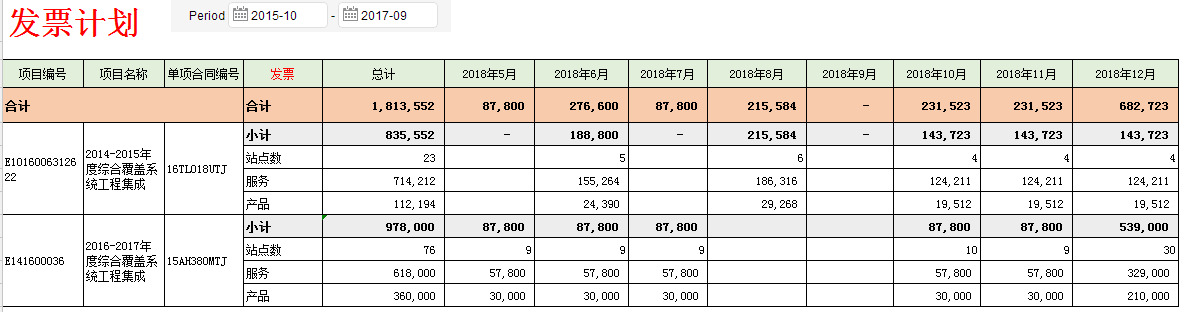 发票计划
Period 2015-10 - 2017-09
项目编号 项目名称 单项合同编号 发票 总计 2018年5月 2018年6月 2018年7月 2018年8月 2018年9月 2018年10月 2018年11月 2018年12月
合计 合计 1,813,552 87,800 276,600 87,800 215,584 - 231,523 231,523 682,723
E1016006312622 2014-2015年度综合覆盖系统工程集成 16TL018UTJ 小计 835,552 - 188,800 - 215,584 - 143,723 143,723 143,723
站点数 23 5 6 4 4 4
服务 714,212 155,264 186,316 124,211 124,211 124,211
产品 112,194 24,390 29,268 19,512 19,512 19,512
E141600036 2016-2017年度综合覆盖系统工程集成 15AH380MTJ 小计 978,000 87,800 87,800 87,800 87,800 87,800 539,000
站点数 76 9 9 9 10 9 30
服务 618,000 57,800 57,800 57,800 57,800 57,800 329,000
产品 360,000 30,000 30,000 30,000 30,000 30,000 210,000